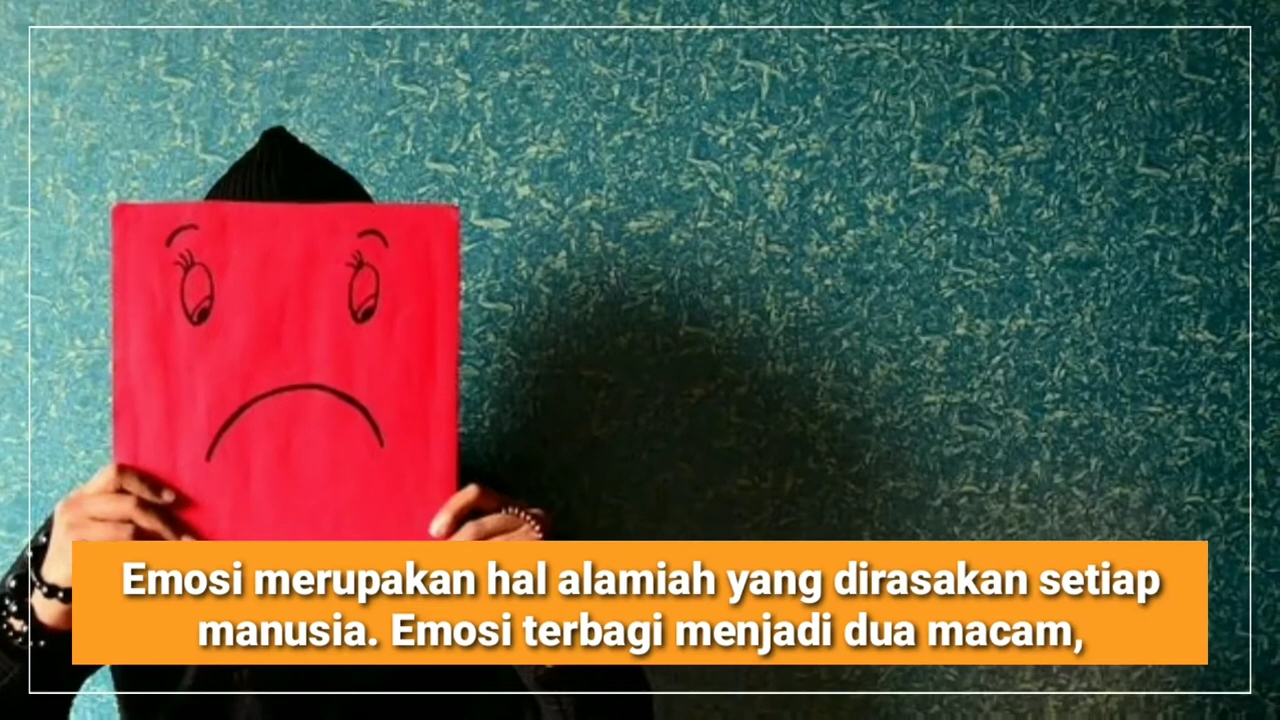 Emosi merupakan hal alamiah yang dirasakan setiap
manusia. Emosi terbagi menjadi dua macam,